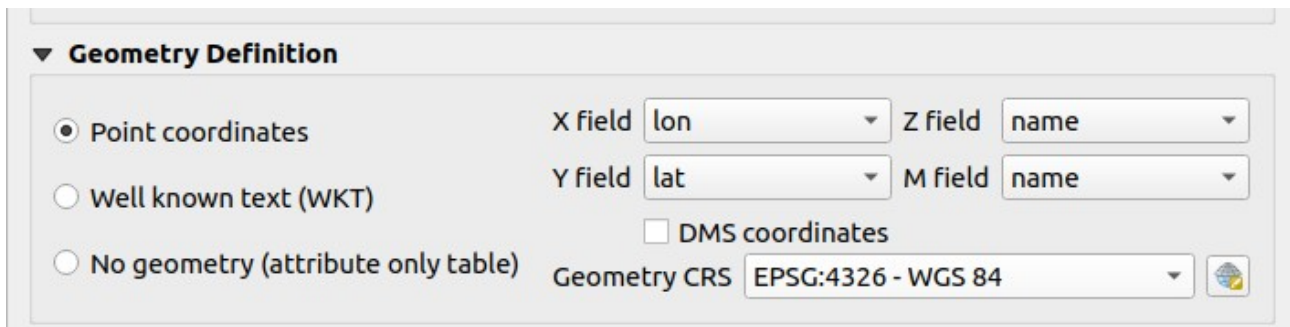 Geometry Definition
Point coordinates
Well known text (WKT)
No geometry (attribute only table)
X field lon Z field name
Y field lat M field name
DMS coordinates
Geometry CRS EPSG:4326 - WGS 84